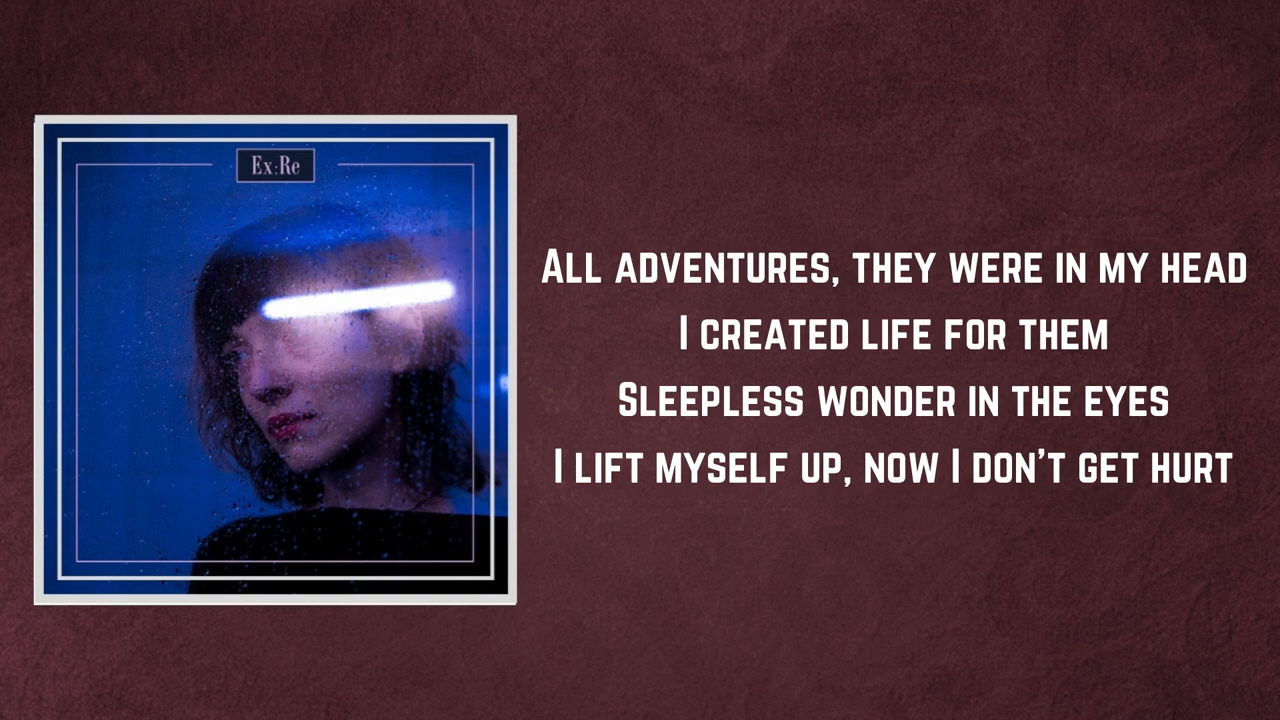 Ex:Re
All adventures, they were in my head
I created life for them
Sleepless wonder in the eyes
I lift myself up, now I don't get hurt